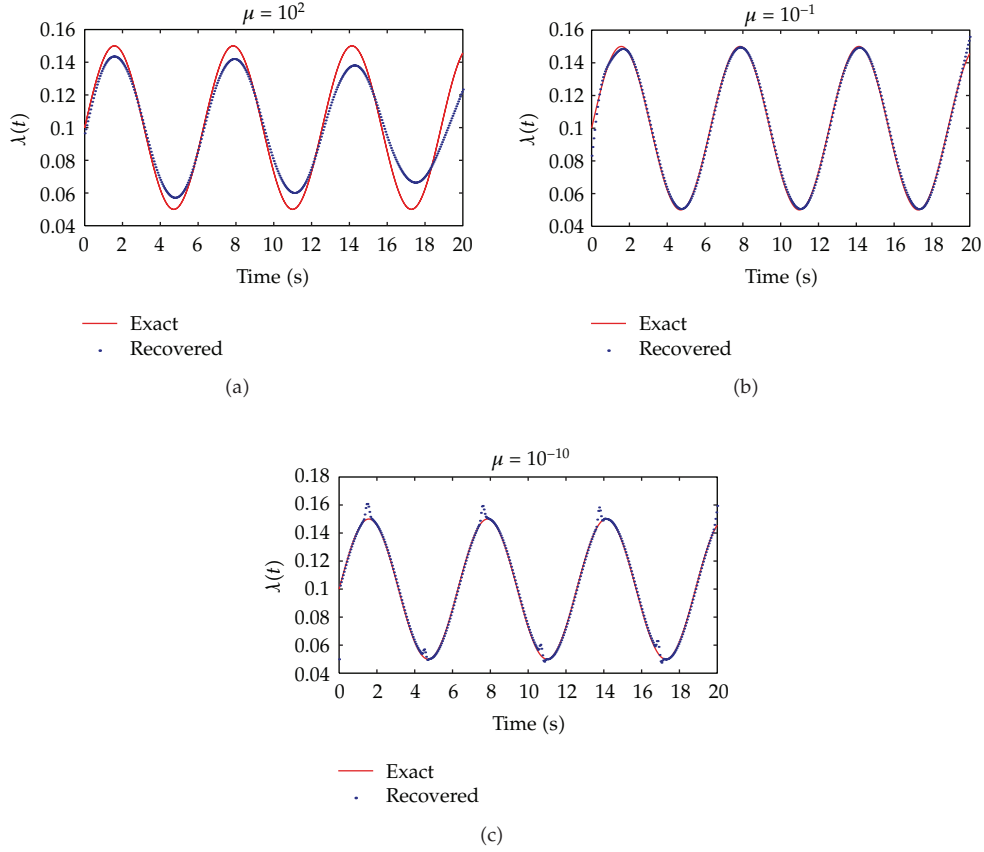 μ = 10²
0.16
0.14
0.12
0.1
0.08
0.06
0.04
λ(t)
0 2 4 6 8 10 12 14 16 18 20
Time (s)
Exact
Recovered
(a)
μ = 10⁻¹
0.16
0.14
0.12
0.1
0.08
0.06
0.04
λ(t)
0 2 4 6 8 10 12 14 16 18 20
Time (s)
Exact
Recovered
(b)
μ = 10⁻¹⁰
0.18
0.16
0.14
0.12
0.1
0.08
0.06
0.04
λ(t)
0 2 4 6 8 10 12 14 16 18 20
Time (s)
Exact
Recovered
(c)